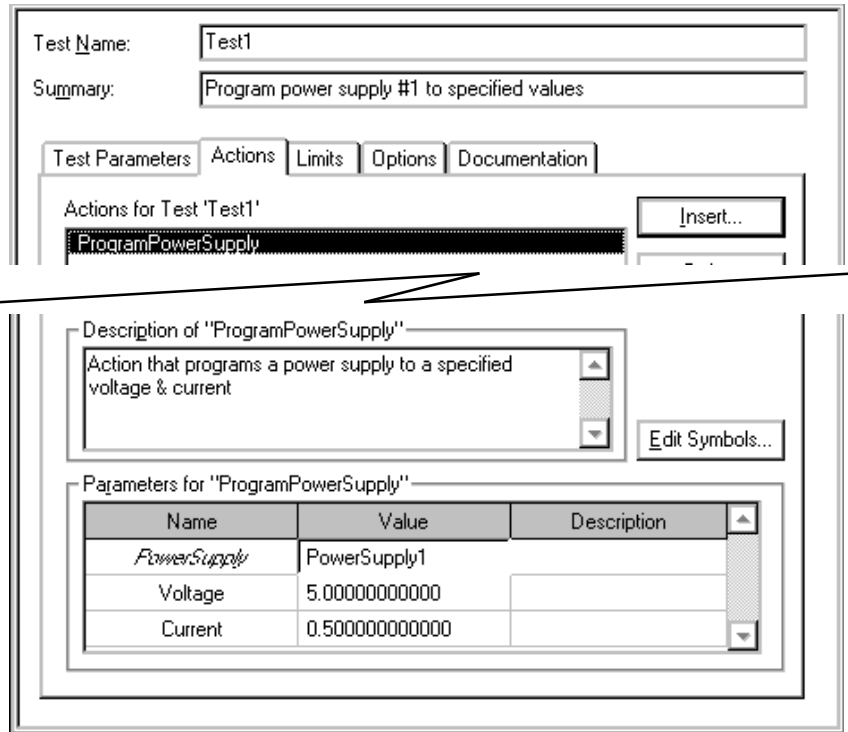 Test Name: Test1
Summary: Program power supply #1 to specified values
Test Parameters Actions Limits Options Documentation
Actions for Test 'Test1'
Insert...
ProgramPowerSupply
Description of "ProgramPowerSupply"
Action that programs a power supply to a specified
voltage & current
Edit Symbols...
Parameters for "ProgramPowerSupply"
Name Value Description
PowerSupply PowerSupply1
Voltage 5.00000000000
Current 0.500000000000